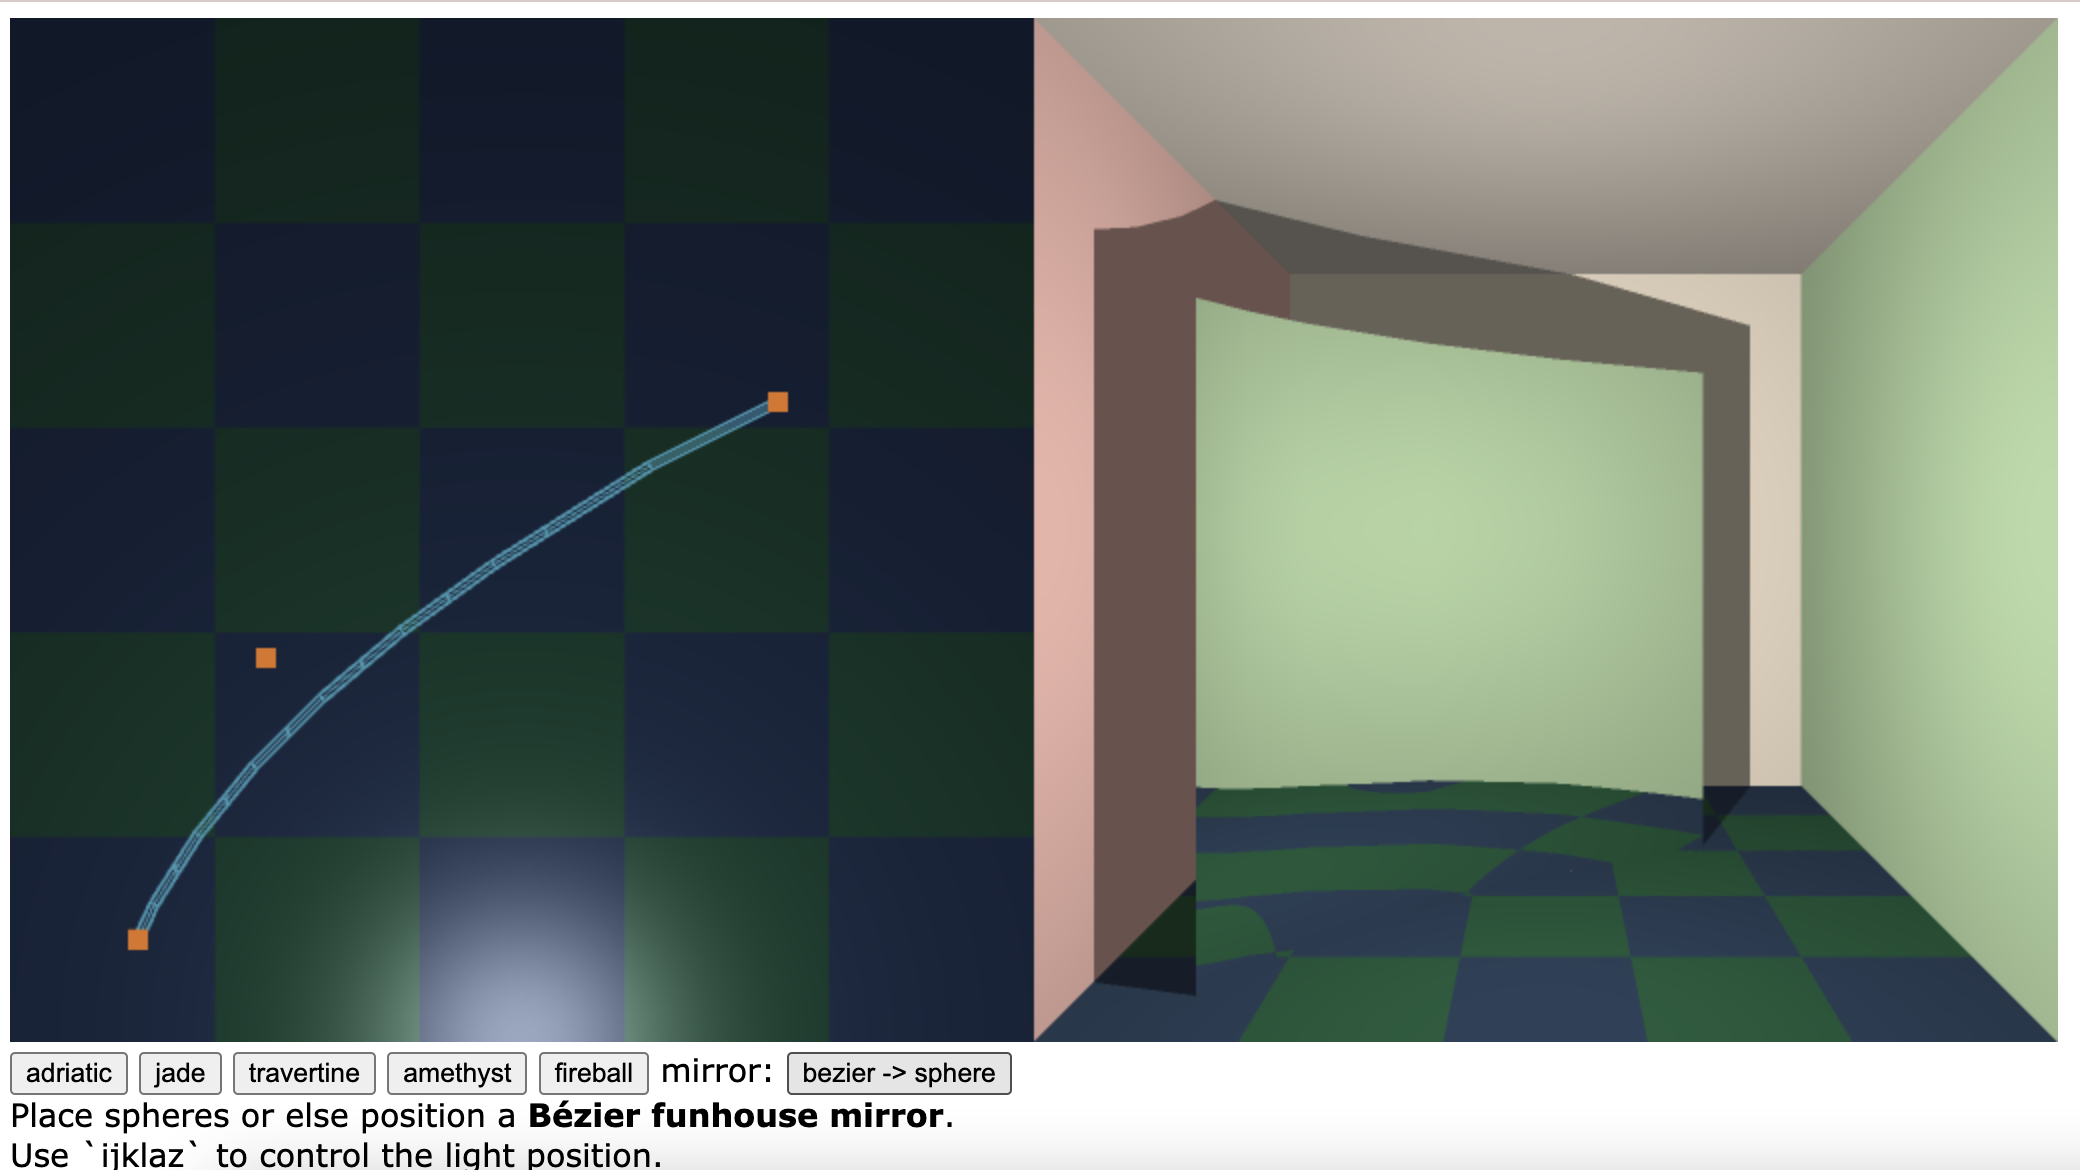 adriatic jade travertine amethyst fireball mirror: bezier -> sphere
Place spheres or else position a Bézier funhouse mirror.
Use `ijklaz` to control the light position.